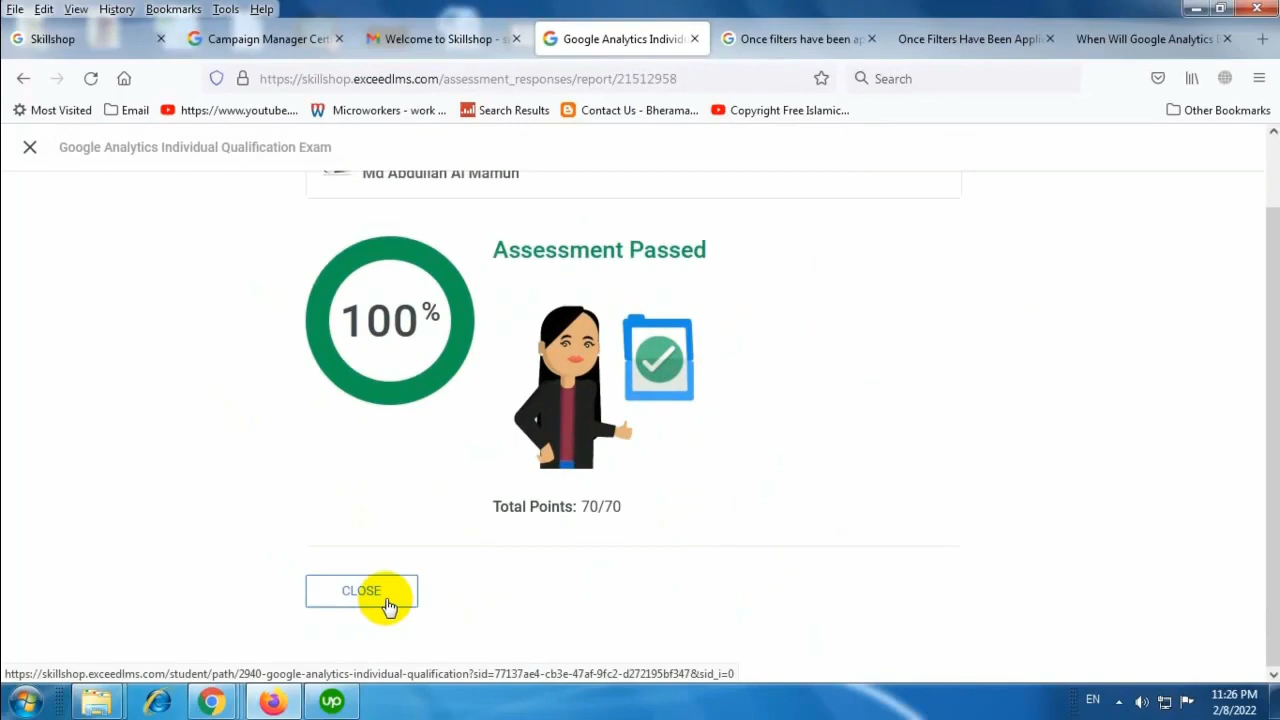 File Edit View History Bookmarks Tools Help
Skillshop
Campaign Manager Cert
Welcome to Skillshop - s
Google Analytics Individu
Once filters have been ap
Once Filters Have Been Appli
When Will Google Analytics D
https://skillshop.exceedlms.com/assessment_responses/report/21512958
Search
Most Visited Email https://www.youtube.... Microworkers - work ... Search Results Contact Us - Bherama... Copyright Free Islamic... Other Bookmarks
Google Analytics Individual Qualification Exam
Md Abdullah Al Mamun
100%
Assessment Passed
Total Points: 70/70
CLOSE
https://skillshop.exceedlms.com/student/path/2940-google-analytics-individual-qualification?sid=77137ae4-cb3e-47af-9fc2-d272195bf347&sid_i=0
up
EN
11:26 PM
2/8/2022